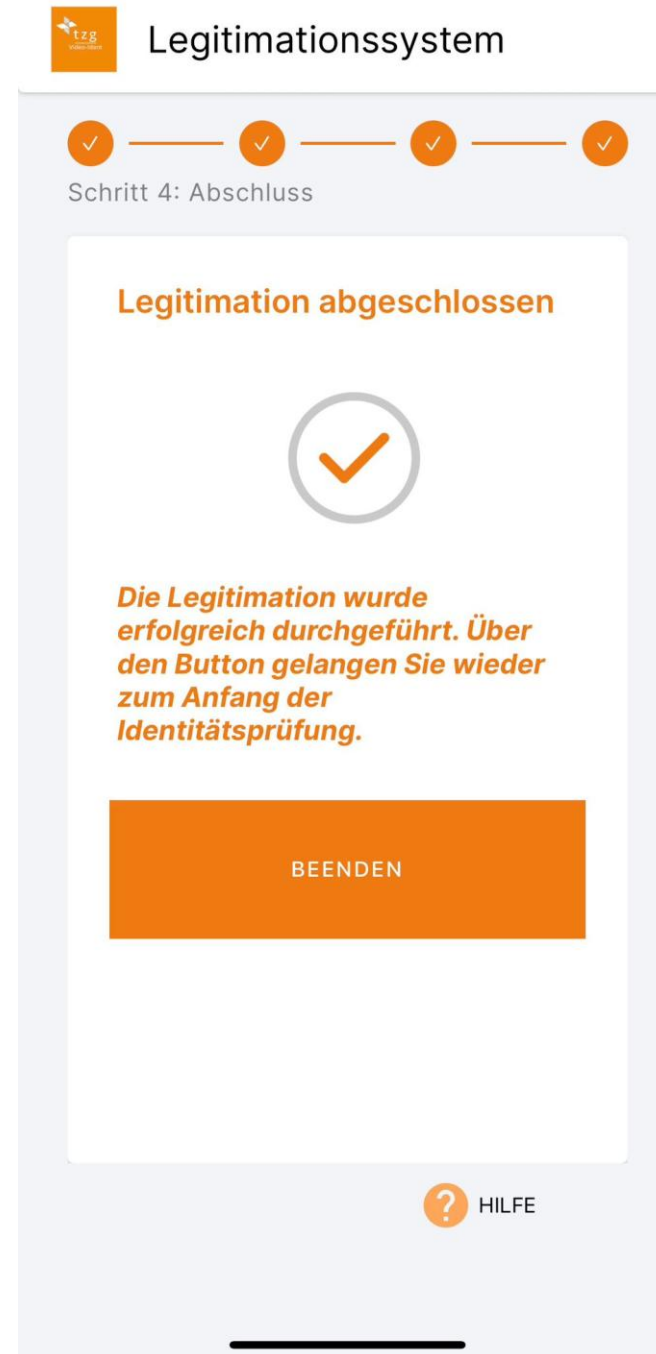 tzg
Legitimationssystem
Schritt 4: Abschluss
Legitimation abgeschlossen
Die Legitimation wurde
erfolgreich durchgeführt. Über
den Button gelangen Sie wieder
zum Anfang der
Identitätsprüfung.
BEENDEN
? HILFE